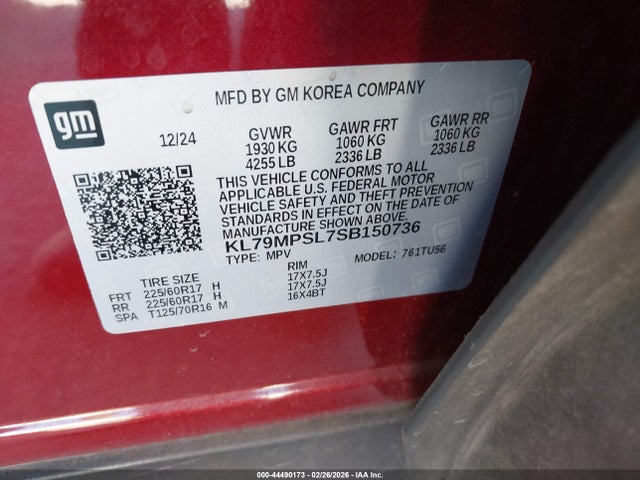 MFD BY GM KOREA COMPANY
gm
12/24
GVWR
1930 KG
4255 LB
GAWR FRT
1060 KG
2336 LB
GAWR RR
1060 KG
2336 LB
THIS VEHICLE CONFORMS TO ALL
APPLICABLE U.S. FEDERAL MOTOR
VEHICLE SAFETY AND THEFT PREVENTION
STANDARDS IN EFFECT ON THE DATE OF
MANUFACTURE SHOWN ABOVE.
KL79MPSL7SB150736
TYPE: MPV MODEL: 761TU56
TIRE SIZE RIM
FRT 225/60R17 H 17X7.5J
RR 225/60R17 H 17X7.5J
SPA T125/70R16 M 16X4BT
000-44490173 - 02/26/2026 - IAA Inc.